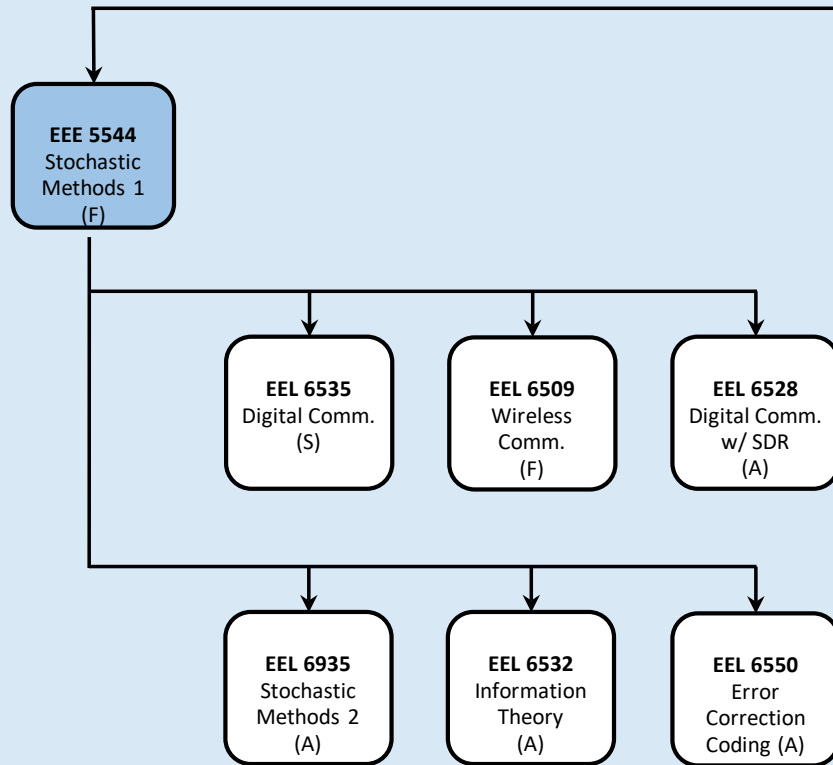 EEE 5544
Stochastic
Methods 1
(F)
EEL 6535
Digital Comm.
(S)
EEL 6509
Wireless
Comm.
(F)
EEL 6528
Digital Comm.
w/ SDR
(A)
EEL 6935
Stochastic
Methods 2
(A)
EEL 6532
Information
Theory
(A)
EEL 6550
Error
Correction
Coding (A)